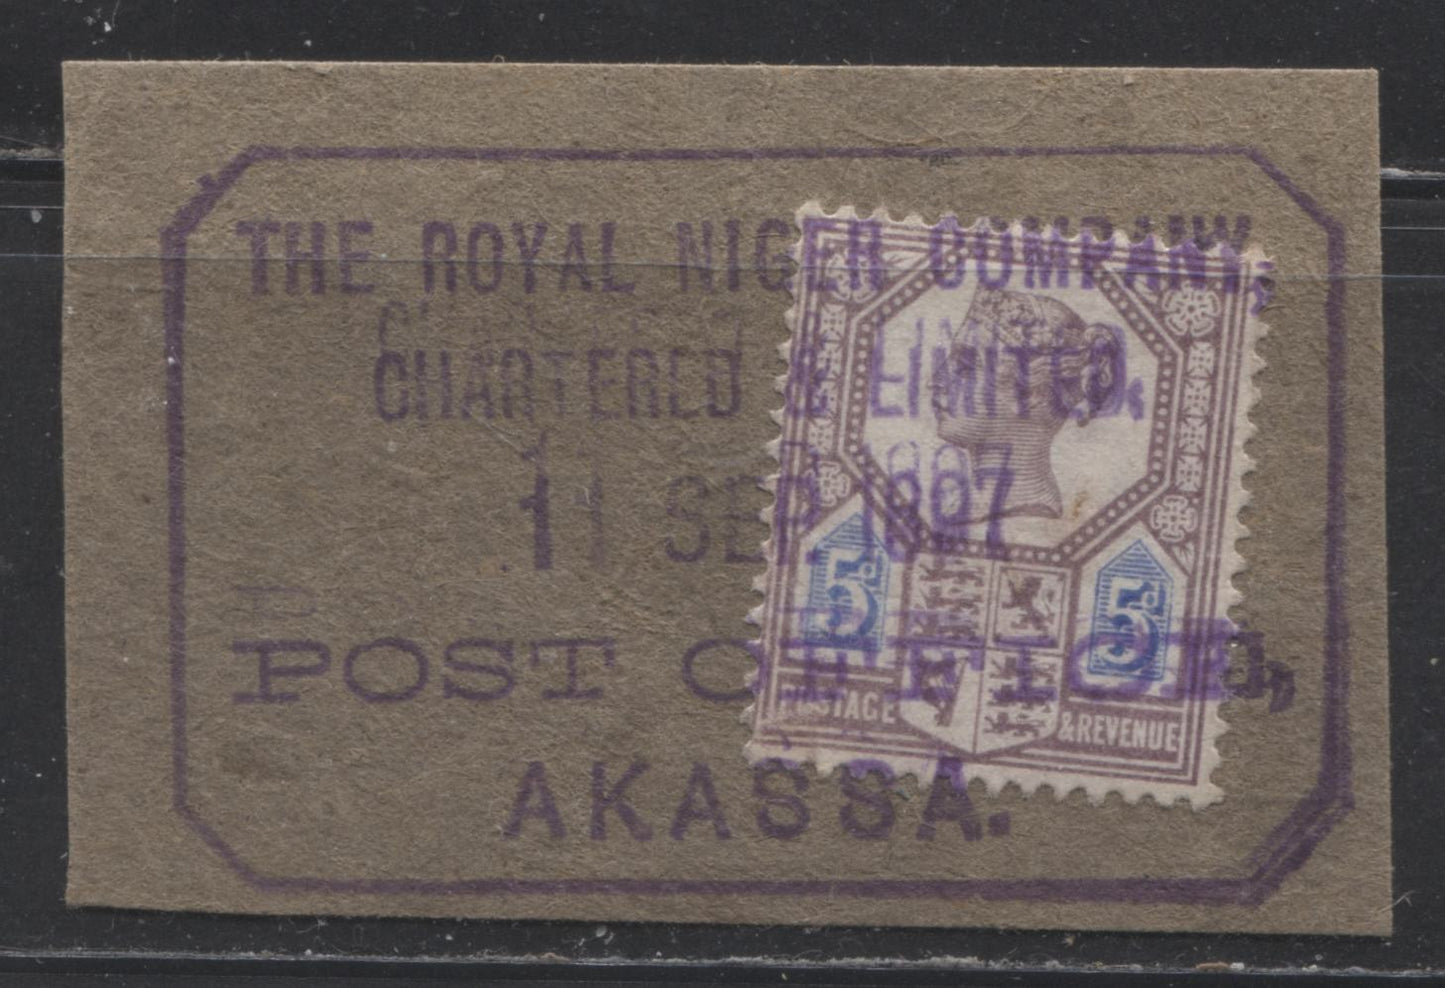 THE ROYAL NIGER COMPANY,
CHARTERED & LIMITED.
11 SEP. 1897
POST OFFICE,
AKASSA.
5d 5d
POSTAGE & REVENUE